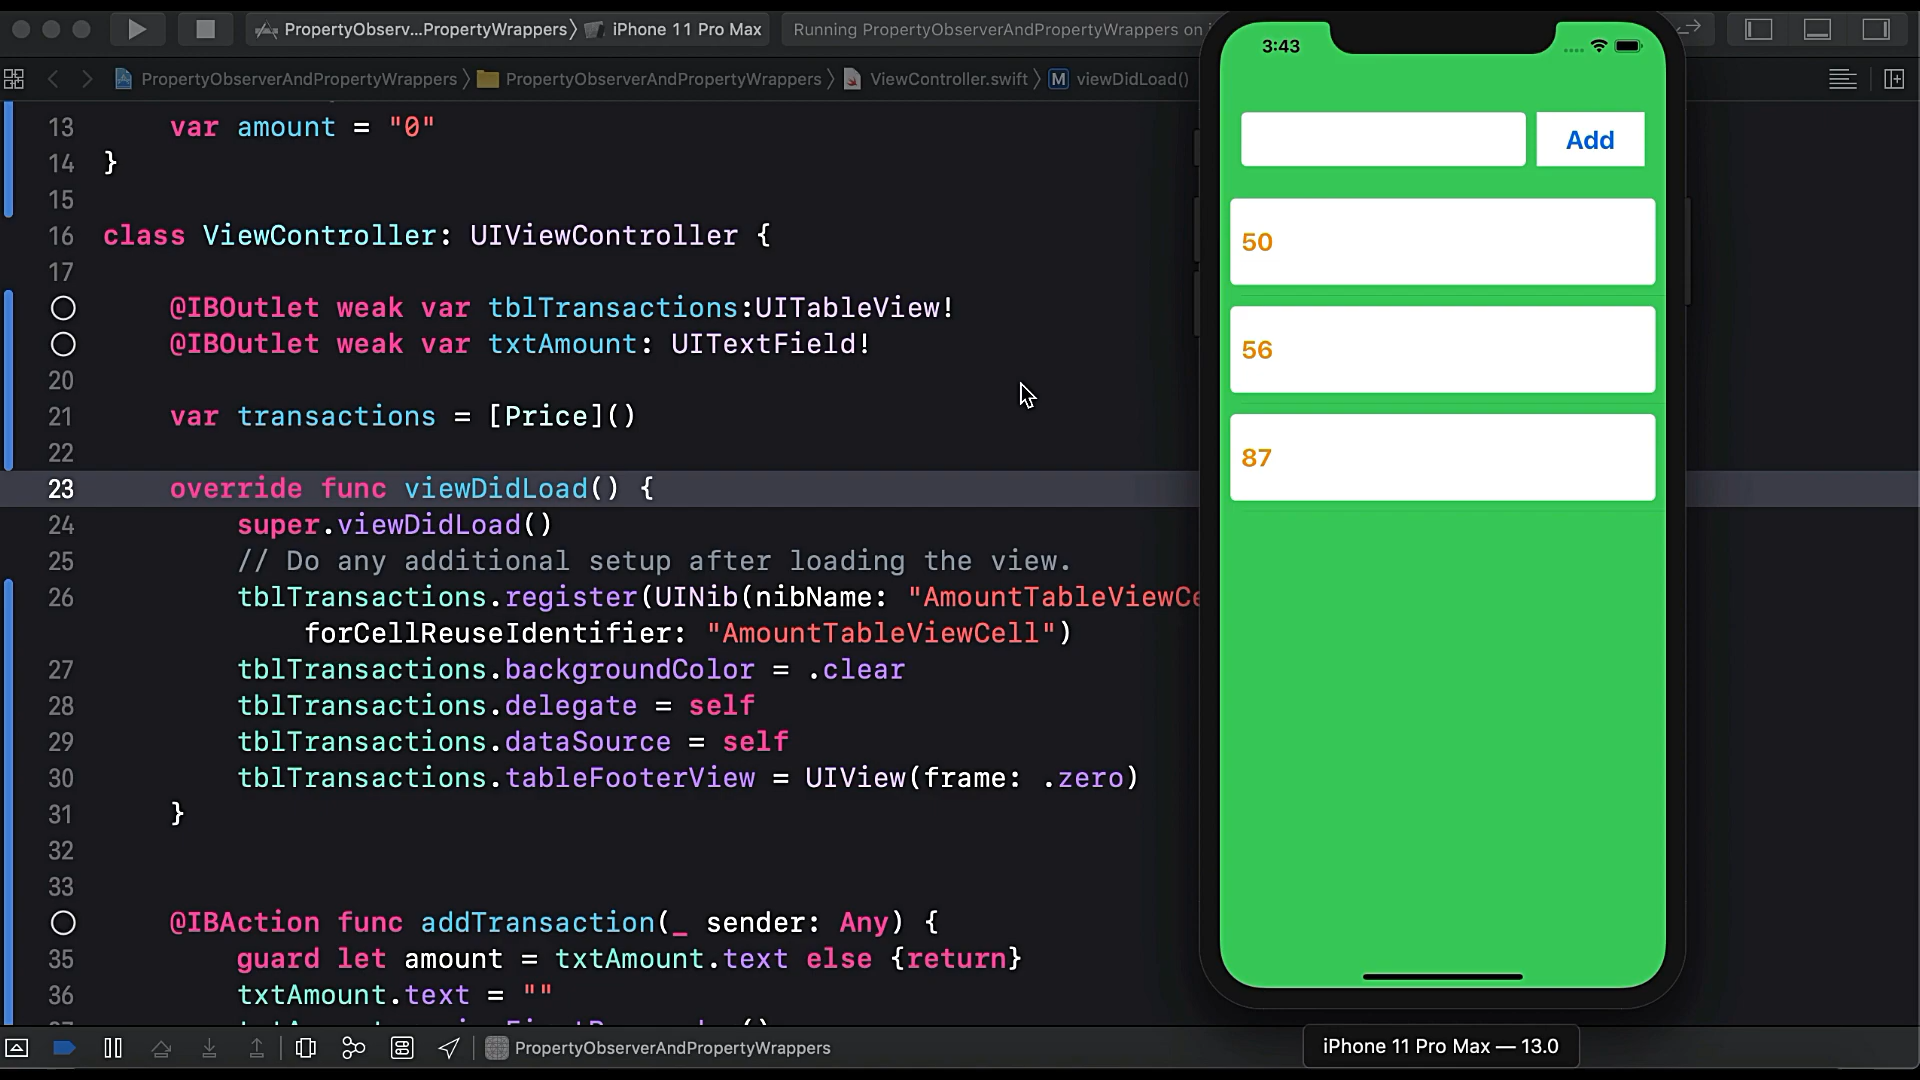 PropertyObserv...PropertyWrappers⟩ iPhone 11 Pro Max
Running PropertyObserverAndPropertyWrappers on
PropertyObserverAndPropertyWrappers ⟩ PropertyObserverAndPropertyWrappers ⟩ ViewController.swift ⟩ M viewDidLoad()
13 var amount = "0"
14 }
15
16 class ViewController: UIViewController {
17
@IBOutlet weak var tblTransactions:UITableView!
@IBOutlet weak var txtAmount: UITextField!
20
21 var transactions = [Price]()
22
23 override func viewDidLoad() {
24 super.viewDidLoad()
25 // Do any additional setup after loading the view.
26 tblTransactions.register(UINib(nibName: "AmountTableViewCe
forCellReuseIdentifier: "AmountTableViewCell")
27 tblTransactions.backgroundColor = .clear
28 tblTransactions.delegate = self
29 tblTransactions.dataSource = self
30 tblTransactions.tableFooterView = UIView(frame: .zero)
31 }
32
33
@IBAction func addTransaction(_ sender: Any) {
35 guard let amount = txtAmount.text else {return}
36 txtAmount.text = ""
PropertyObserverAndPropertyWrappers
3:43
Add
50
56
87
iPhone 11 Pro Max — 13.0